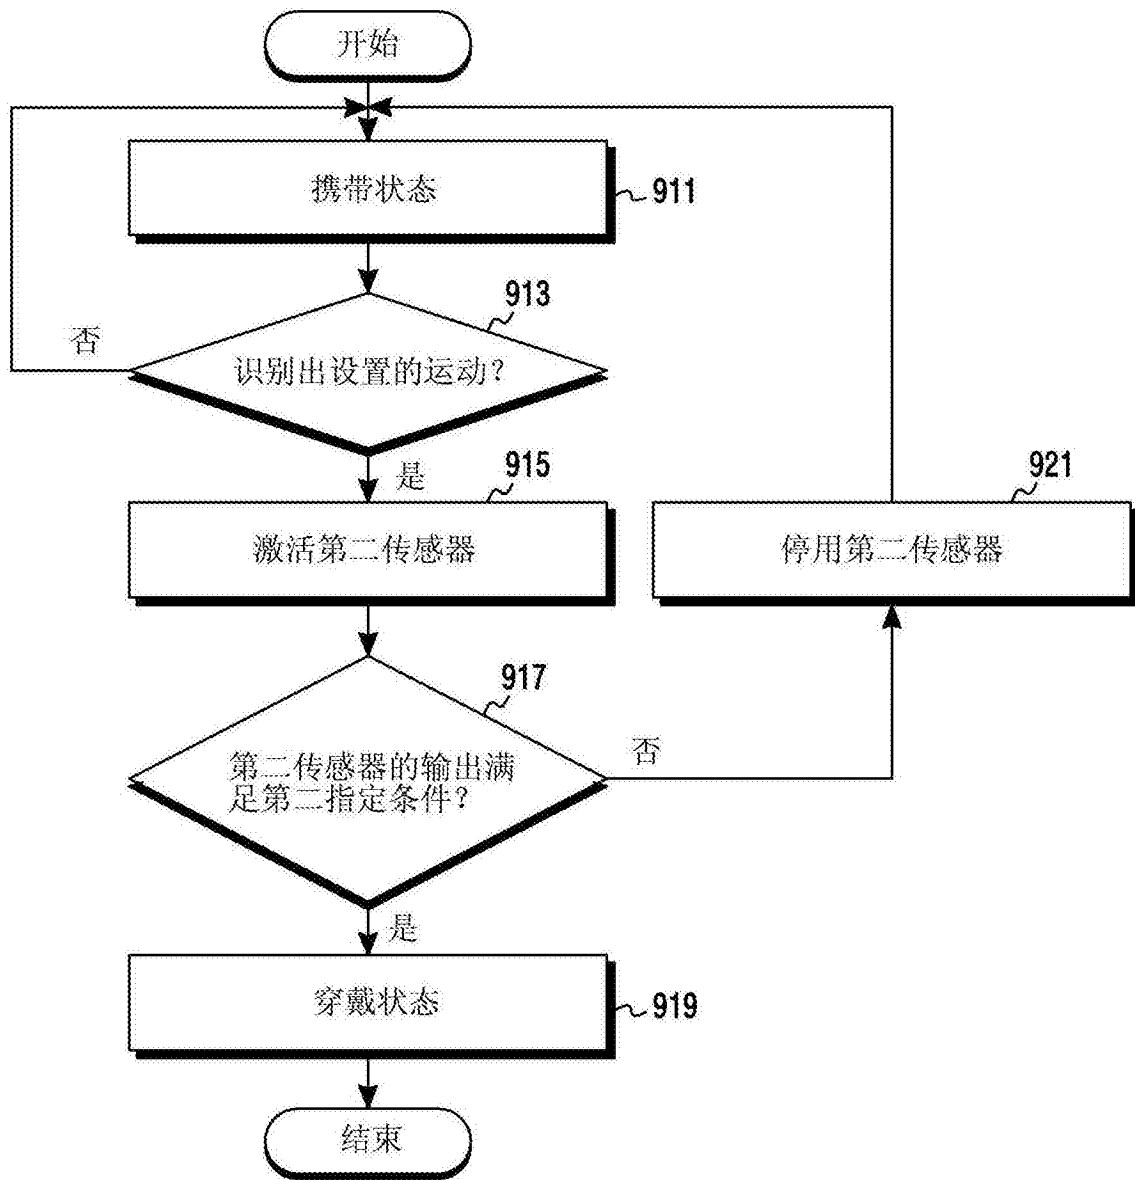 开始
携带状态
911
913
否
识别出设置的运动？
是
915
921
激活第二传感器
停用第二传感器
917
否
第二传感器的输出满
足第二指定条件？
是
穿戴状态
919
结束